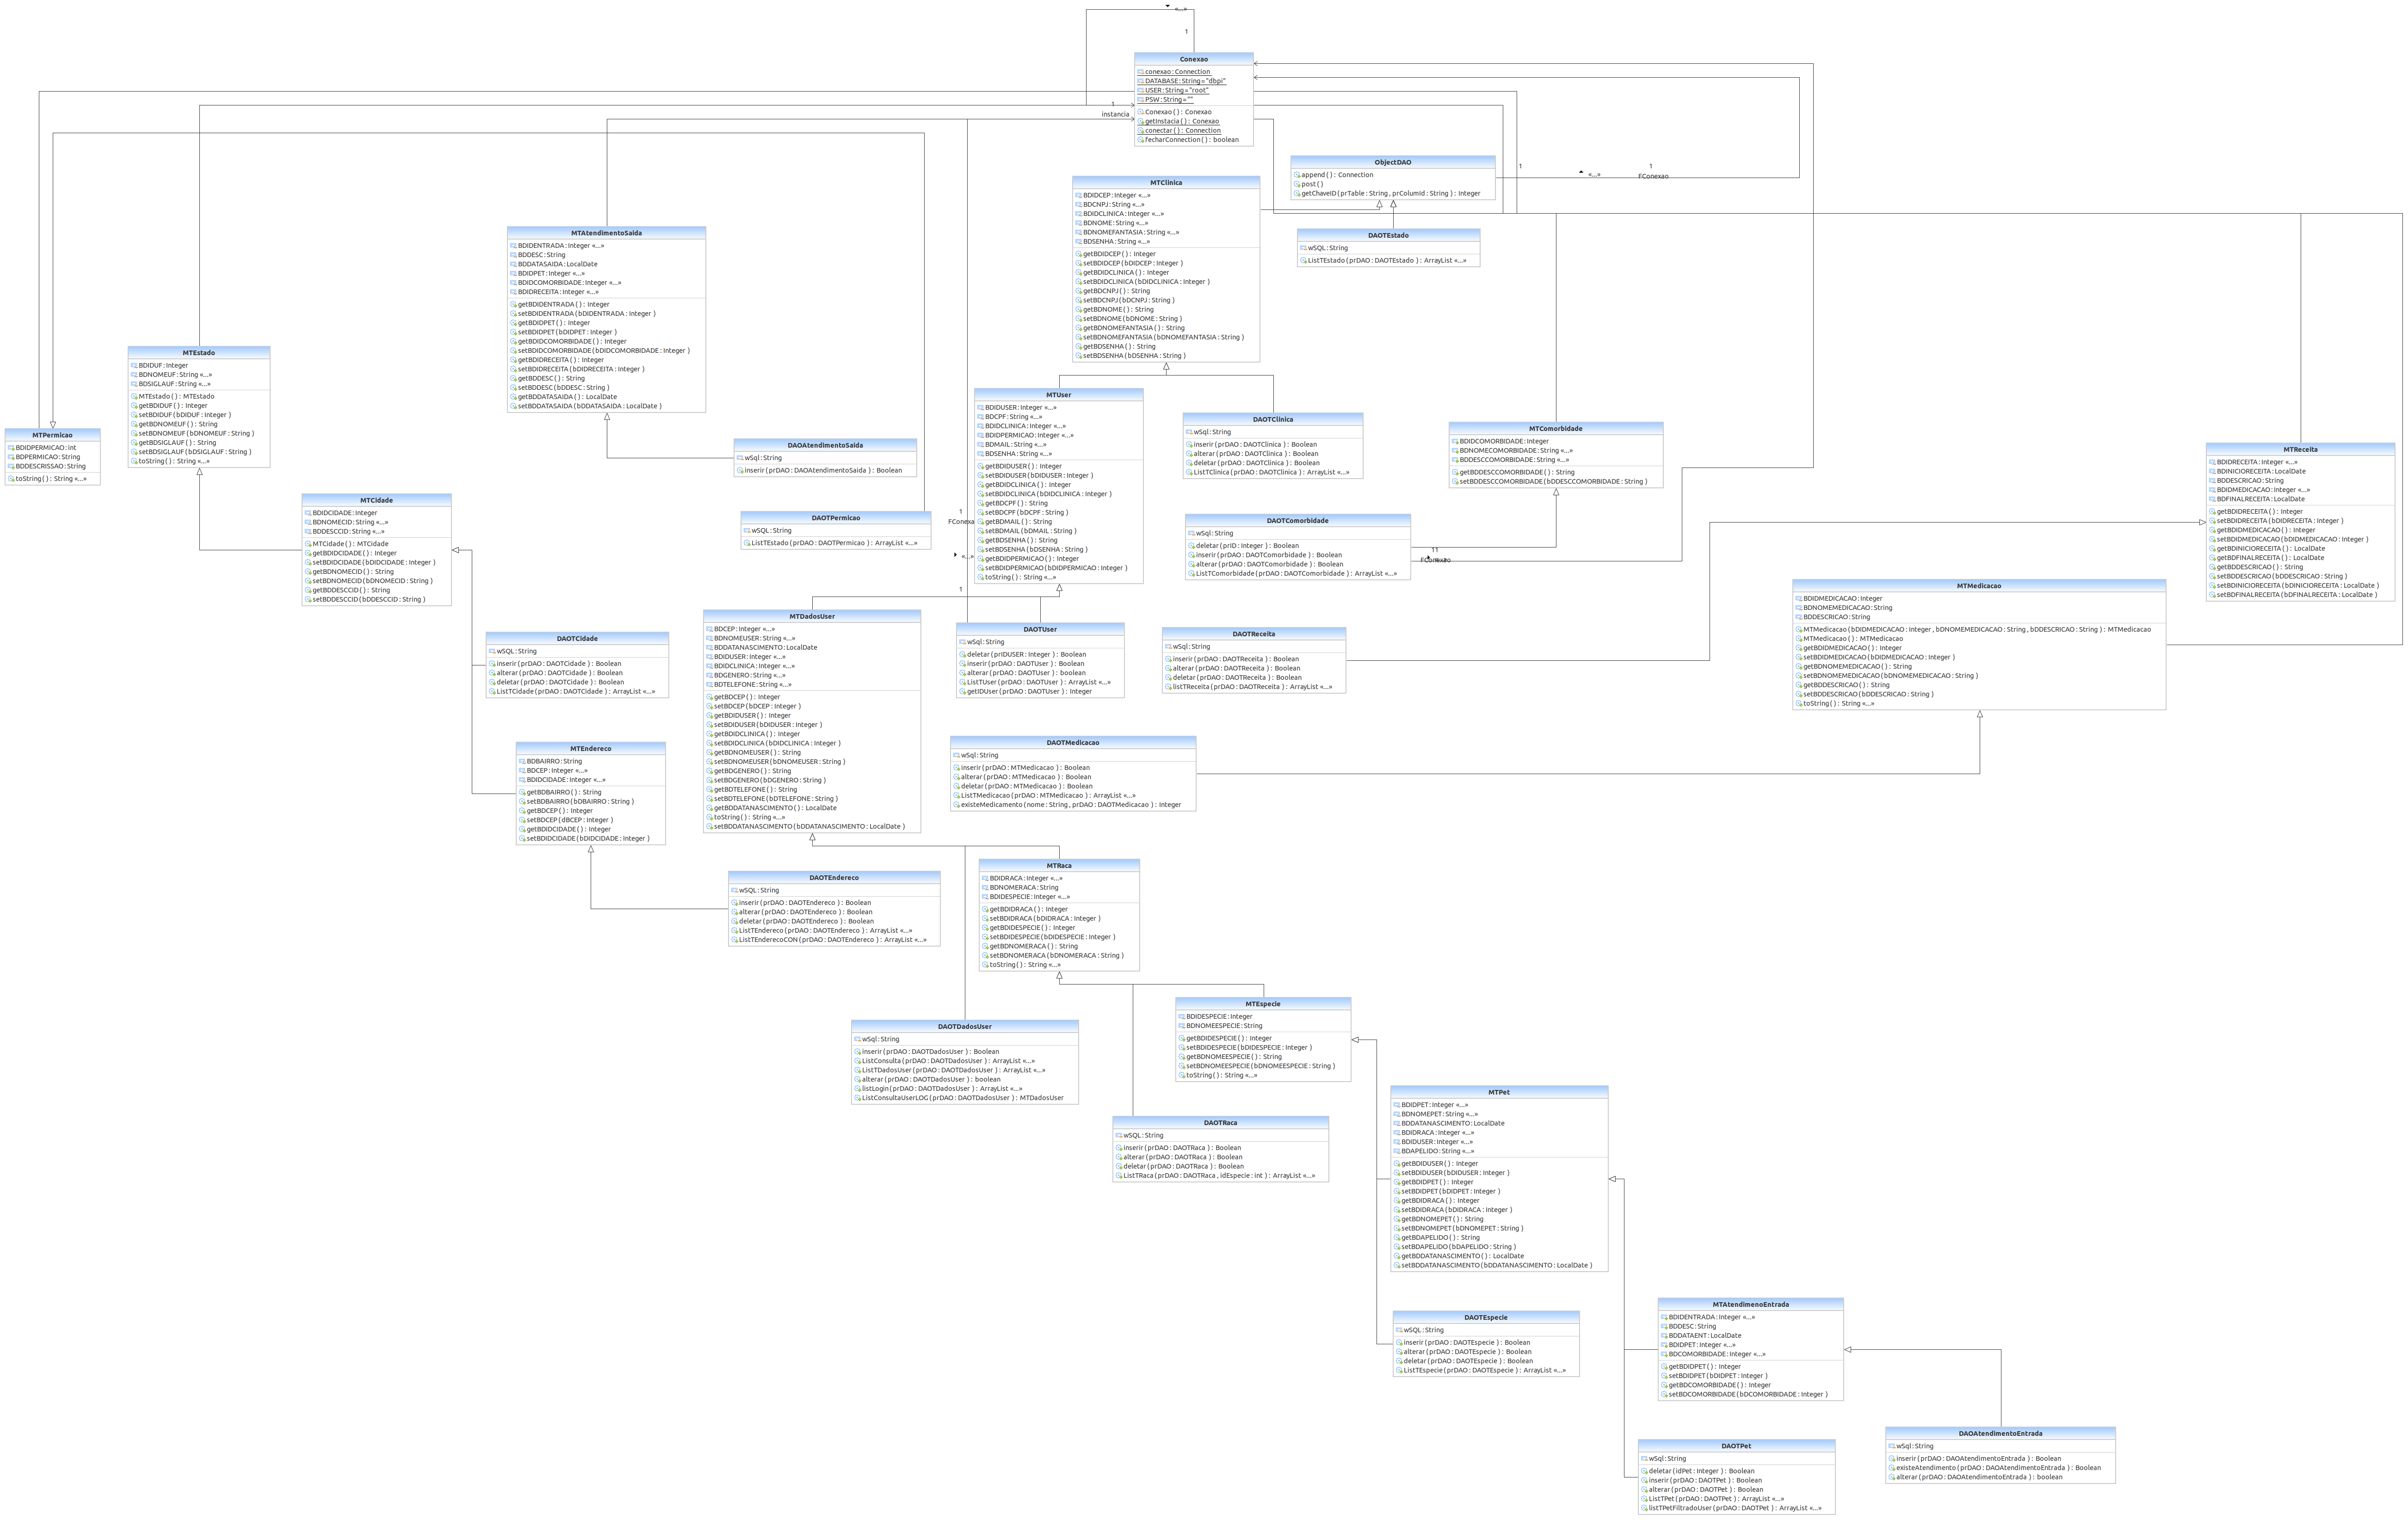 «...»
1
Conexao
conexao : Connection
DATABASE : String = "dbpi"
USER : String = "root"
PSW : String = ""
Conexao ( ) : Conexao
getInstacia ( ) : Conexao
conectar ( ) : Connection
fecharConnection ( ) : boolean
1
instancia
ObjectDAO
append ( ) : Connection
post ( )
getChaveID ( prTable : String , prColumId : String ) : Integer
1
«...»
1
FConexao
MTClinica
BDIDCEP : Integer «...»
BDCNPJ : String «...»
BDIDCLINICA : Integer «...»
BDNOME : String «...»
BDNOMEFANTASIA : String «...»
BDSENHA : String «...»
getBDIDCEP ( ) : Integer
setBDIDCEP ( bDIDCEP : Integer )
getBDIDCLINICA ( ) : Integer
setBDIDCLINICA ( bDIDCLINICA : Integer )
getBDCNPJ ( ) : String
setBDCNPJ ( bDCNPJ : String )
getBDNOME ( ) : String
setBDNOME ( bDNOME : String )
getBDNOMEFANTASIA ( ) : String
setBDNOMEFANTASIA ( bDNOMEFANTASIA : String )
getBDSENHA ( ) : String
setBDSENHA ( bDSENHA : String )
DAOTEstado
wSQL : String
ListTEstado ( prDAO : DAOTEstado ) : ArrayList «...»
MTAtendimentoSaida
BDIDENTRADA : Integer «...»
BDDESC : String
BDDATASAIDA : LocalDate
BDIDPET : Integer «...»
BDIDCOMORBIDADE : Integer «...»
BDIDRECEITA : Integer «...»
getBDIDENTRADA ( ) : Integer
setBDIDENTRADA ( bDIDENTRADA : Integer )
getBDIDPET ( ) : Integer
setBDIDPET ( bDIDPET : Integer )
getBDIDCOMORBIDADE ( ) : Integer
setBDIDCOMORBIDADE ( bDIDCOMORBIDADE : Integer )
getBDIDRECEITA ( ) : Integer
setBDIDRECEITA ( bDIDRECEITA : Integer )
getBDDESC ( ) : String
setBDDESC ( bDDESC : String )
getBDDATASAIDA ( ) : LocalDate
setBDDATASAIDA ( bDDATASAIDA : LocalDate )
MTEstado
BDIDUF : Integer
BDNOMEUF : String «...»
BDSIGLAUF : String «...»
MTEstado ( ) : MTEstado
getBDIDUF ( ) : Integer
setBDIDUF ( bDIDUF : Integer )
getBDNOMEUF ( ) : String
setBDNOMEUF ( bDNOMEUF : String )
getBDSIGLAUF ( ) : String
setBDSIGLAUF ( bDSIGLAUF : String )
toString ( ) : String «...»
MTPermicao
BDIDPERMICAO : int
BDPERMICAO : String
BDDESCRISSAO : String
toString ( ) : String «...»
MTUser
BDIDUSER : Integer «...»
BDCPF : String «...»
BDIDCLINICA : Integer «...»
BDIDPERMICAO : Integer «...»
BDMAIL : String «...»
BDSENHA : String «...»
getBDIDUSER ( ) : Integer
setBDIDUSER ( bDIDUSER : Integer )
getBDIDCLINICA ( ) : Integer
setBDIDCLINICA ( bDIDCLINICA : Integer )
getBDCPF ( ) : String
setBDCPF ( bDCPF : String )
getBDMAIL ( ) : String
setBDMAIL ( bDMAIL : String )
getBDSENHA ( ) : String
setBDSENHA ( bDSENHA : String )
getBDIDPERMICAO ( ) : Integer
setBDIDPERMICAO ( bDIDPERMICAO : Integer )
toString ( ) : String «...»
DAOTClinica
wSql : String
inserir ( prDAO : DAOTClinica ) : Boolean
alterar ( prDAO : DAOTClinica ) : Boolean
deletar ( prDAO : DAOTClinica ) : Boolean
ListTClinica ( prDAO : DAOTClinica ) : ArrayList «...»
MTComorbidade
BDIDCOMORBIDADE : Integer
BDNOMECOMORBIDADE : String «...»
BDDESCCOMORBIDADE : String «...»
getBDDESCCOMORBIDADE ( ) : String
setBDDESCCOMORBIDADE ( bDDESCCOMORBIDADE : String )
DAOAtendimentoSaida
wSql : String
inserir ( prDAO : DAOAtendimentoSaida ) : Boolean
MTReceita
BDIDRECEITA : Integer «...»
BDINICIORECEITA : LocalDate
BDDESCRICAO : String
BDIDMEDICACAO : Integer «...»
BDFINALRECEITA : LocalDate
getBDIDRECEITA ( ) : Integer
setBDIDRECEITA ( bDIDRECEITA : Integer )
getBDIDMEDICACAO ( ) : Integer
setBDIDMEDICACAO ( bDIDMEDICACAO : Integer )
getBDINICIORECEITA ( ) : LocalDate
getBDFINALRECEITA ( ) : LocalDate
getBDDESCRICAO ( ) : String
setBDDESCRICAO ( bDDESCRICAO : String )
setBDINICIORECEITA ( bDINICIORECEITA : LocalDate )
setBDFINALRECEITA ( bDFINALRECEITA : LocalDate )
MTCidade
BDIDCIDADE : Integer
BDNOMECID : String «...»
BDDESCCID : String «...»
MTCidade ( ) : MTCidade
getBDIDCIDADE ( ) : Integer
setBDIDCIDADE ( bDIDCIDADE : Integer )
getBDNOMECID ( ) : String
setBDNOMECID ( bDNOMECID : String )
getBDDESCCID ( ) : String
setBDDESCCID ( bDDESCCID : String )
DAOTPermicao
wSQL : String
ListTEstado ( prDAO : DAOTPermicao ) : ArrayList «...»
1
FConexa
«...»
DAOTComorbidade
wSql : String
deletar ( prID : Integer ) : Boolean
inserir ( prDAO : DAOTComorbidade ) : Boolean
alterar ( prDAO : DAOTComorbidade ) : Boolean
ListTComorbidade ( prDAO : DAOTComorbidade ) : ArrayList «...»
11
FConexao
MTMedicacao
BDIDMEDICACAO : Integer
BDNOMEMEDICACAO : String
BDDESCRICAO : String
MTMedicacao ( bDIDMEDICACAO : Integer , bDNOMEMEDICACAO : String , bDDESCRICAO : String ) : MTMedicacao
MTMedicacao ( ) : MTMedicacao
getBDIDMEDICACAO ( ) : Integer
setBDIDMEDICACAO ( bDIDMEDICACAO : Integer )
getBDNOMEMEDICACAO ( ) : String
setBDNOMEMEDICACAO ( bDNOMEMEDICACAO : String )
getBDDESCRICAO ( ) : String
setBDDESCRICAO ( bDDESCRICAO : String )
toString ( ) : String «...»
1
MTDadosUser
BDCEP : Integer «...»
BDNOMEUSER : String «...»
BDDATANASCIMENTO : LocalDate
BDIDUSER : Integer «...»
BDIDCLINICA : Integer «...»
BDGENERO : String «...»
BDTELEFONE : String «...»
getBDCEP ( ) : Integer
setBDCEP ( bDCEP : Integer )
getBDIDUSER ( ) : Integer
setBDIDUSER ( bDIDUSER : Integer )
getBDIDCLINICA ( ) : Integer
setBDIDCLINICA ( bDIDCLINICA : Integer )
getBDNOMEUSER ( ) : String
setBDNOMEUSER ( bDNOMEUSER : String )
getBDGENERO ( ) : String
setBDGENERO ( bDGENERO : String )
getBDTELEFONE ( ) : String
setBDTELEFONE ( bDTELEFONE : String )
getBDDATANASCIMENTO ( ) : LocalDate
toString ( ) : String «...»
setBDDATANASCIMENTO ( bDDATANASCIMENTO : LocalDate )
DAOTUser
wSql : String
deletar ( prIDUSER : Integer ) : Boolean
inserir ( prDAO : DAOTUser ) : Boolean
alterar ( prDAO : DAOTUser ) : boolean
ListTUser ( prDAO : DAOTUser ) : ArrayList «...»
getIDUser ( prDAO : DAOTUser ) : Integer
DAOTReceita
wSql : String
inserir ( prDAO : DAOTReceita ) : Boolean
alterar ( prDAO : DAOTReceita ) : Boolean
deletar ( prDAO : DAOTReceita ) : Boolean
listTReceita ( prDAO : DAOTReceita ) : ArrayList «...»
DAOTCidade
wSQL : String
inserir ( prDAO : DAOTCidade ) : Boolean
alterar ( prDAO : DAOTCidade ) : Boolean
deletar ( prDAO : DAOTCidade ) : Boolean
ListTCidade ( prDAO : DAOTCidade ) : ArrayList «...»
DAOTMedicacao
wSql : String
inserir ( prDAO : MTMedicacao ) : Boolean
alterar ( prDAO : MTMedicacao ) : Boolean
deletar ( prDAO : MTMedicacao ) : Boolean
ListTMedicacao ( prDAO : MTMedicacao ) : ArrayList «...»
existeMedicamento ( nome : String , prDAO : DAOTMedicacao ) : Integer
MTEndereco
BDBAIRRO : String
BDCEP : Integer «...»
BDIDCIDADE : Integer «...»
getBDBAIRRO ( ) : String
setBDBAIRRO ( bDBAIRRO : String )
getBDCEP ( ) : Integer
setBDCEP ( dBCEP : Integer )
getBDIDCIDADE ( ) : Integer
setBDIDCIDADE ( bDIDCIDADE : Integer )
DAOTEndereco
wSQL : String
inserir ( prDAO : DAOTEndereco ) : Boolean
alterar ( prDAO : DAOTEndereco ) : Boolean
deletar ( prDAO : DAOTEndereco ) : Boolean
ListTEndereco ( prDAO : DAOTEndereco ) : ArrayList «...»
ListTEnderecoCON ( prDAO : DAOTEndereco ) : ArrayList «...»
MTRaca
BDIDRACA : Integer «...»
BDNOMERACA : String
BDIDESPECIE : Integer «...»
getBDIDRACA ( ) : Integer
setBDIDRACA ( bDIDRACA : Integer )
getBDIDESPECIE ( ) : Integer
setBDIDESPECIE ( bDIDESPECIE : Integer )
getBDNOMERACA ( ) : String
setBDNOMERACA ( bDNOMERACA : String )
toString ( ) : String «...»
MTEspecie
BDIDESPECIE : Integer
BDNOMEESPECIE : String
getBDIDESPECIE ( ) : Integer
setBDIDESPECIE ( bDIDESPECIE : Integer )
getBDNOMEESPECIE ( ) : String
setBDNOMEESPECIE ( bDNOMEESPECIE : String )
toString ( ) : String «...»
DAOTDadosUser
wSql : String
inserir ( prDAO : DAOTDadosUser ) : Boolean
ListConsulta ( prDAO : DAOTDadosUser ) : ArrayList «...»
ListTDadosUser ( prDAO : DAOTDadosUser ) : ArrayList «...»
alterar ( prDAO : DAOTDadosUser ) : boolean
listLogin ( prDAO : DAOTDadosUser ) : ArrayList «...»
ListConsultaUserLOG ( prDAO : DAOTDadosUser ) : MTDadosUser
MTPet
BDIDPET : Integer «...»
BDNOMEPET : String «...»
BDDATANASCIMENTO : LocalDate
BDIDRACA : Integer «...»
BDIDUSER : Integer «...»
BDAPELIDO : String «...»
getBDIDUSER ( ) : Integer
setBDIDUSER ( bDIDUSER : Integer )
getBDIDPET ( ) : Integer
setBDIDPET ( bDIDPET : Integer )
getBDIDRACA ( ) : Integer
setBDIDRACA ( bDIDRACA : Integer )
getBDNOMEPET ( ) : String
setBDNOMEPET ( bDNOMEPET : String )
getBDAPELIDO ( ) : String
setBDAPELIDO ( bDAPELIDO : String )
getBDDATANASCIMENTO ( ) : LocalDate
setBDDATANASCIMENTO ( bDDATANASCIMENTO : LocalDate )
DAOTRaca
wSQL : String
inserir ( prDAO : DAOTRaca ) : Boolean
alterar ( prDAO : DAOTRaca ) : Boolean
deletar ( prDAO : DAOTRaca ) : Boolean
ListTRaca ( prDAO : DAOTRaca , idEspecie : int ) : ArrayList «...»
MTAtendimenoEntrada
BDIDENTRADA : Integer «...»
BDDESC : String
BDDATAENT : LocalDate
BDIDPET : Integer «...»
BDCOMORBIDADE : Integer «...»
getBDIDPET ( ) : Integer
setBDIDPET ( bDIDPET : Integer )
getBDCOMORBIDADE ( ) : Integer
setBDCOMORBIDADE ( bDCOMORBIDADE : Integer )
DAOTEspecie
wSQL : String
inserir ( prDAO : DAOTEspecie ) : Boolean
alterar ( prDAO : DAOTEspecie ) : Boolean
deletar ( prDAO : DAOTEspecie ) : Boolean
ListTEspecie ( prDAO : DAOTEspecie ) : ArrayList «...»
DAOAtendimentoEntrada
wSql : String
inserir ( prDAO : DAOAtendimentoEntrada ) : Boolean
existeAtendimento ( prDAO : DAOAtendimentoEntrada ) : Boolean
alterar ( prDAO : DAOAtendimentoEntrada ) : boolean
DAOTPet
wSql : String
deletar ( idPet : Integer ) : Boolean
inserir ( prDAO : DAOTPet ) : Boolean
alterar ( prDAO : DAOTPet ) : Boolean
ListTPet ( prDAO : DAOTPet ) : ArrayList «...»
listTPetFiltradoUser ( prDAO : DAOTPet ) : ArrayList «...»